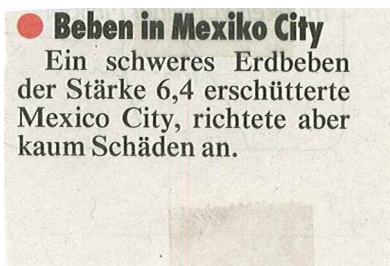 Beben in Mexiko City
Ein schweres Erdbeben
der Stärke 6,4 erschütterte
Mexico City, richtete aber
kaum Schäden an.